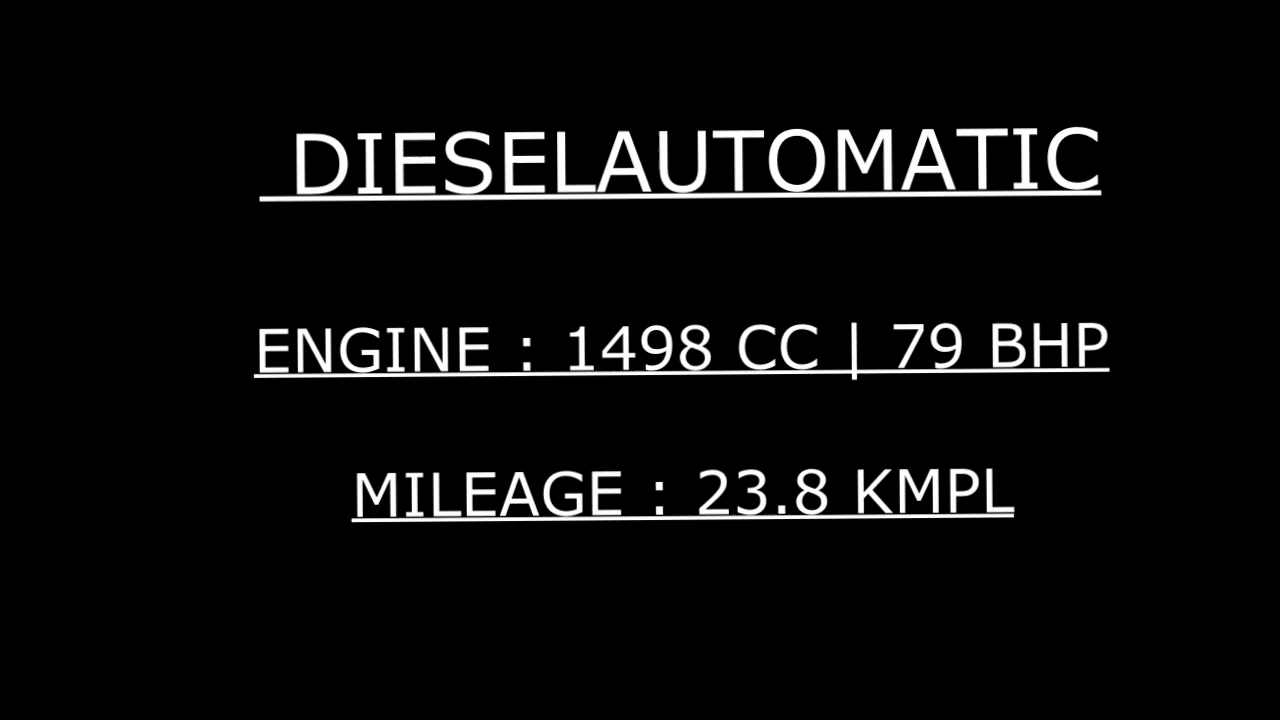 DIESELAUTOMATIC
ENGINE : 1498 CC | 79 BHP
MILEAGE : 23.8 KMPL